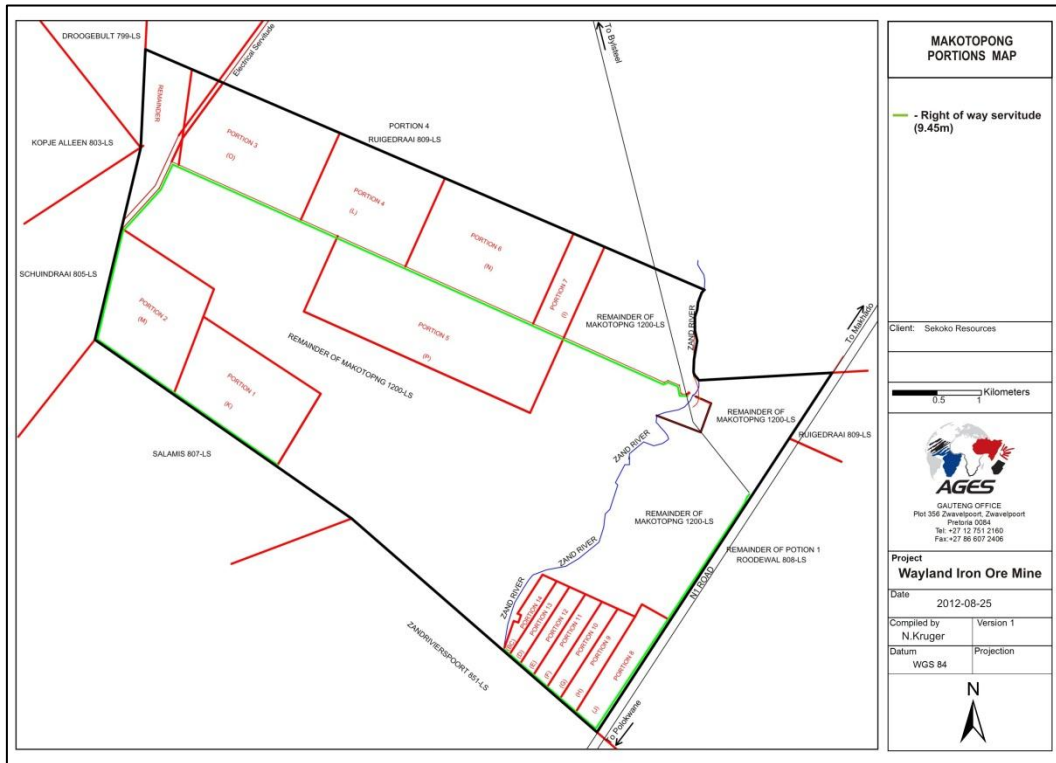 DROOGEBULT 799-LS
Electrical Servitude
To Bylsteel
REMAINDER
PORTION 4
RUIGEDRAAI 809-LS
KOPJE ALLEEN 803-LS
PORTION 3
(O)
PORTION 4
(L)
PORTION 6
(N)
PORTION 7
(I)
SCHUINDRAAI 805-LS
PORTION 2
(M)
PORTION 5
(P)
REMAINDER OF
MAKOTOPNG 1200-LS
ZAND RIVER
To Makhado
REMAINDER OF MAKOTOPNG 1200-LS
PORTION 1
(K)
REMAINDER OF
MAKOTOPNG 1200-LS
RUIGEDRAAI 809-LS
SALAMIS 807-LS
ZAND RIVER
REMAINDER OF
MAKOTOPNG 1200-LS
REMAINDER OF POTION 1
ROODEWAL 808-LS
N1 ROAD
ZAND RIVER
ZAND RIVER
ZANDRIVIERSPOORT 851-LS
PORTION 14
PORTION 13
(D)
PORTION 12
(E)
PORTION 11
(F)
PORTION 10
(G)
PORTION 9
(H)
PORTION 8
(J)
To Polokwane
MAKOTOPONG
PORTIONS MAP
- Right of way servitude
(9.45m)
Client: Sekoko Resources
0.5 1 Kilometers
AGES
GAUTENG OFFICE
Plot 356 Zwavelpoort, Zwavelpoort
Pretoria 0084
Tel: +27 12 751 2160
Fax:+27 86 607 2406
Project
Wayland Iron Ore Mine
Date
2012-08-25
Compiled by
N.Kruger
Version 1
Datum
WGS 84
Projection
N